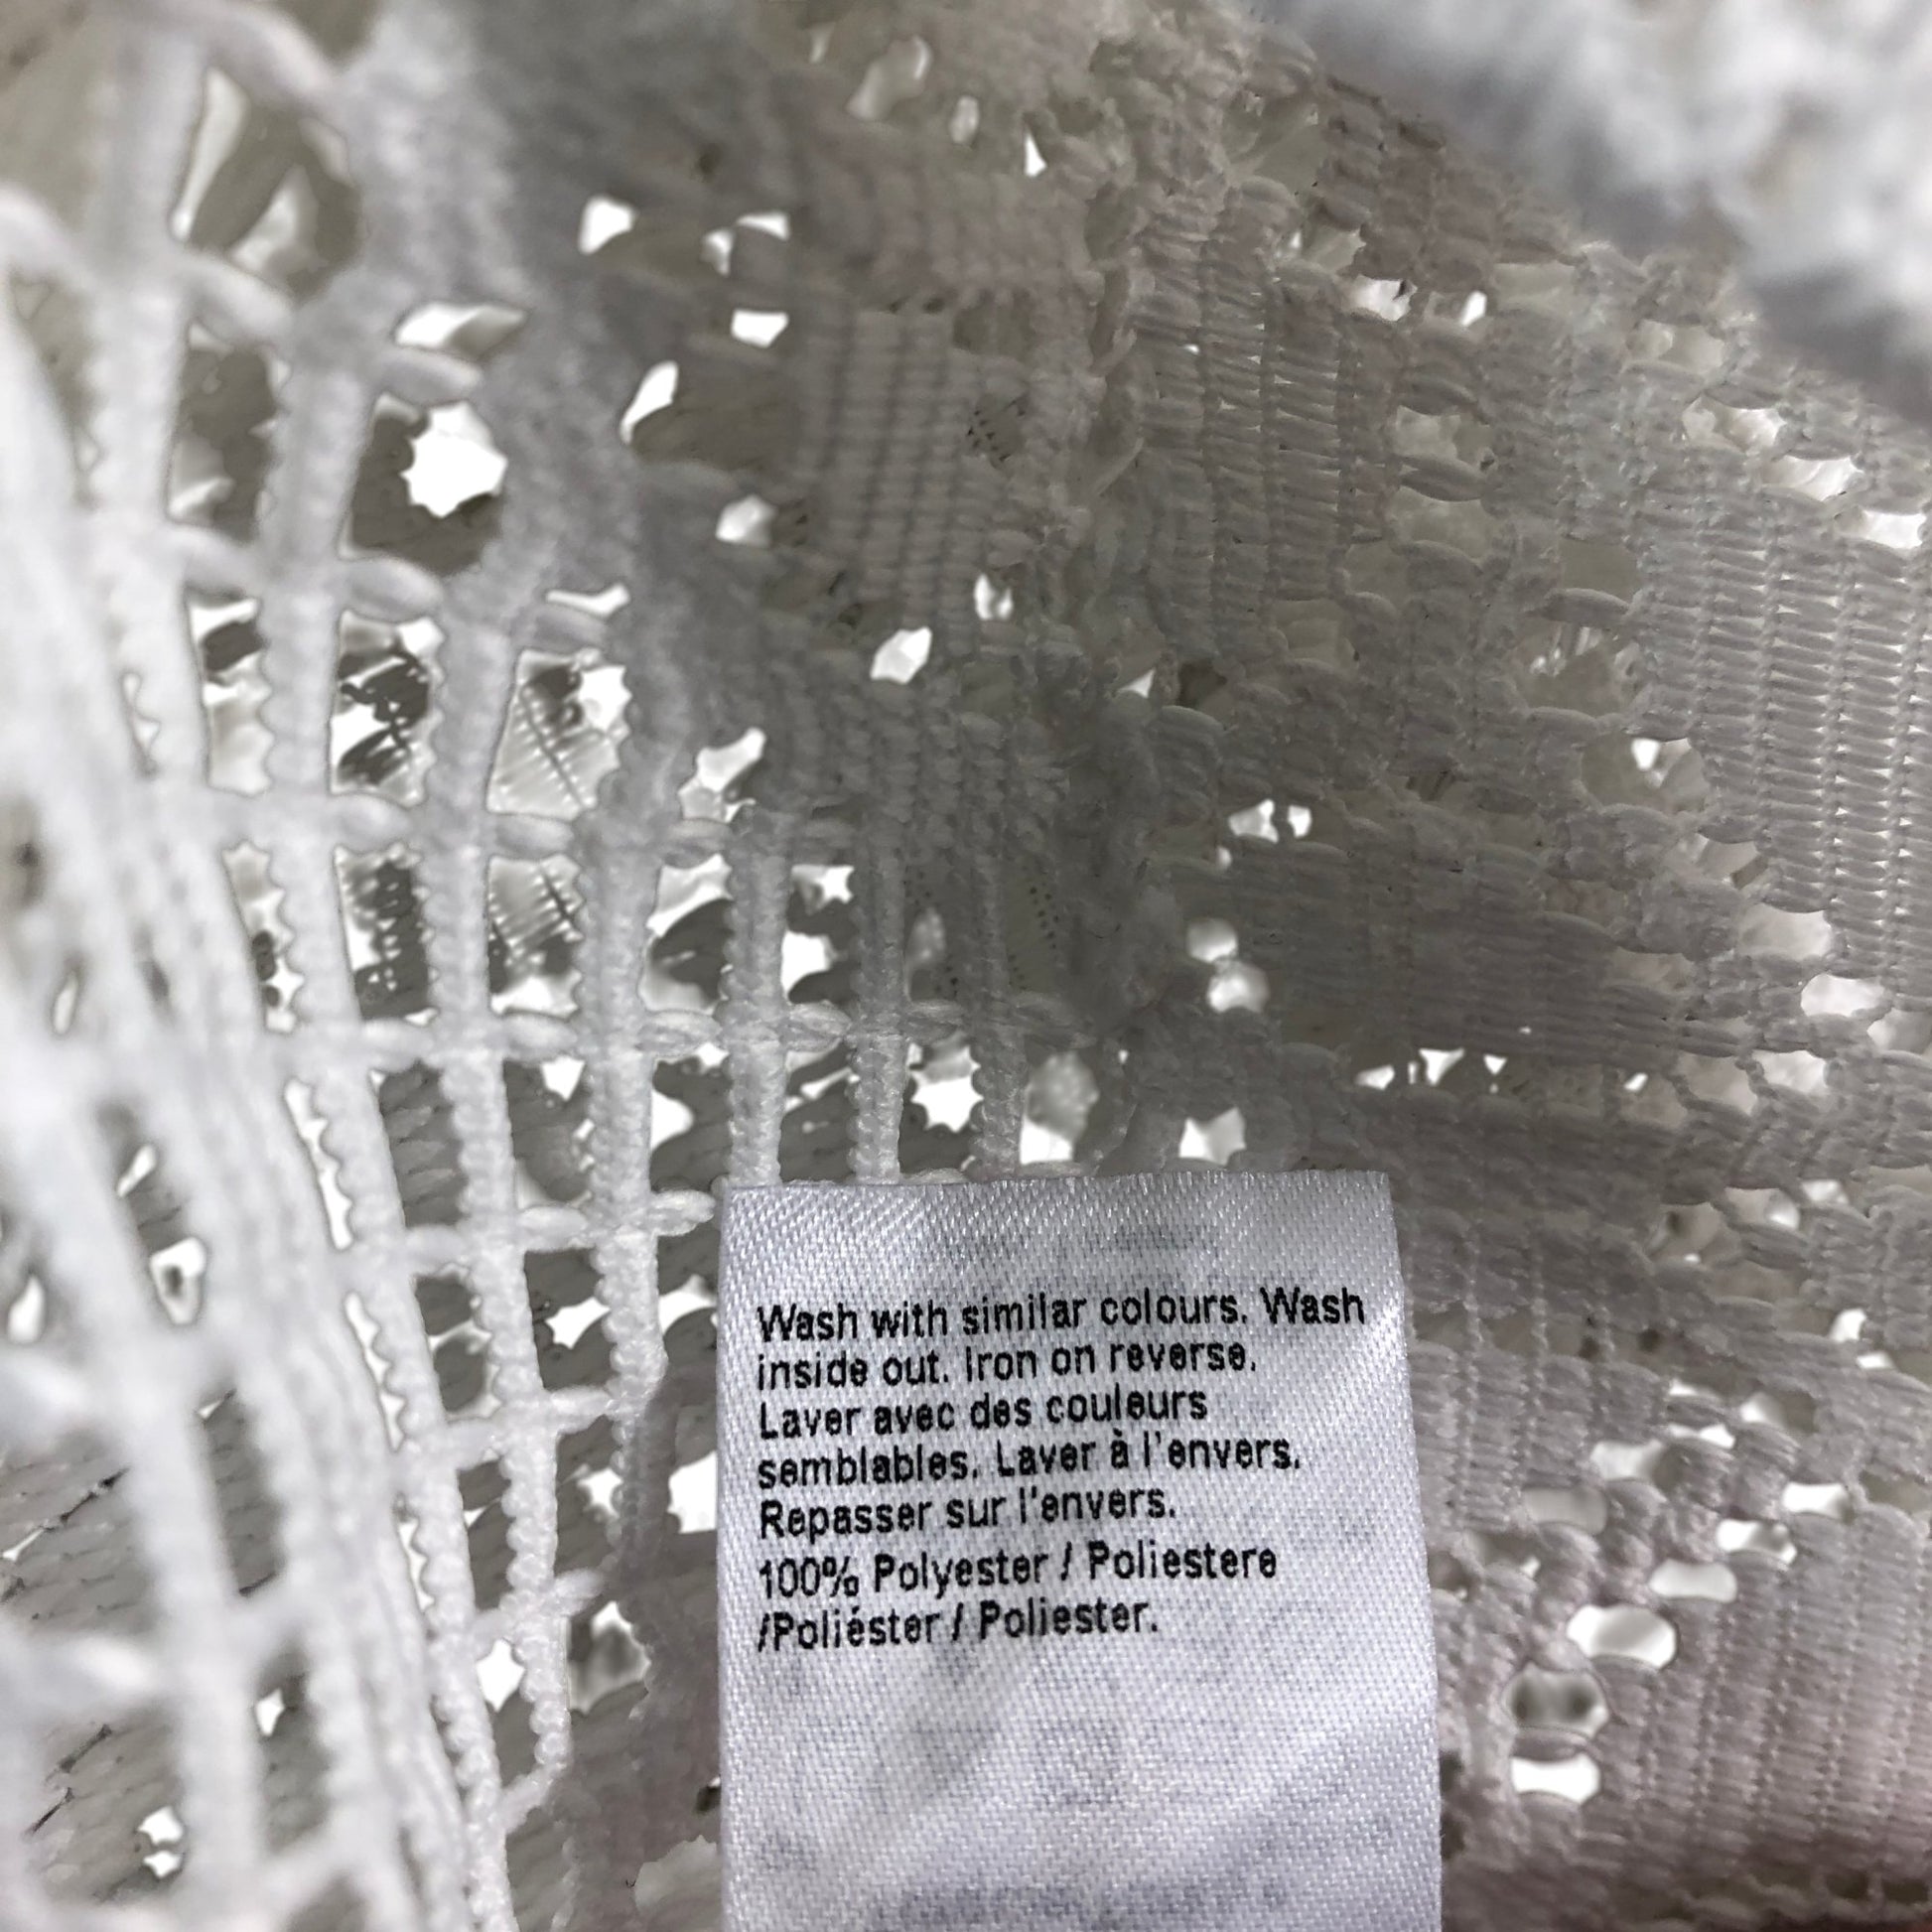 Wash with similar colours. Wash
inside out. Iron on reverse.
Laver avec des couleurs
semblables. Laver à l'envers.
Repasser sur l'envers.
100% Polyester / Poliestere
/Poliéster / Poliester.